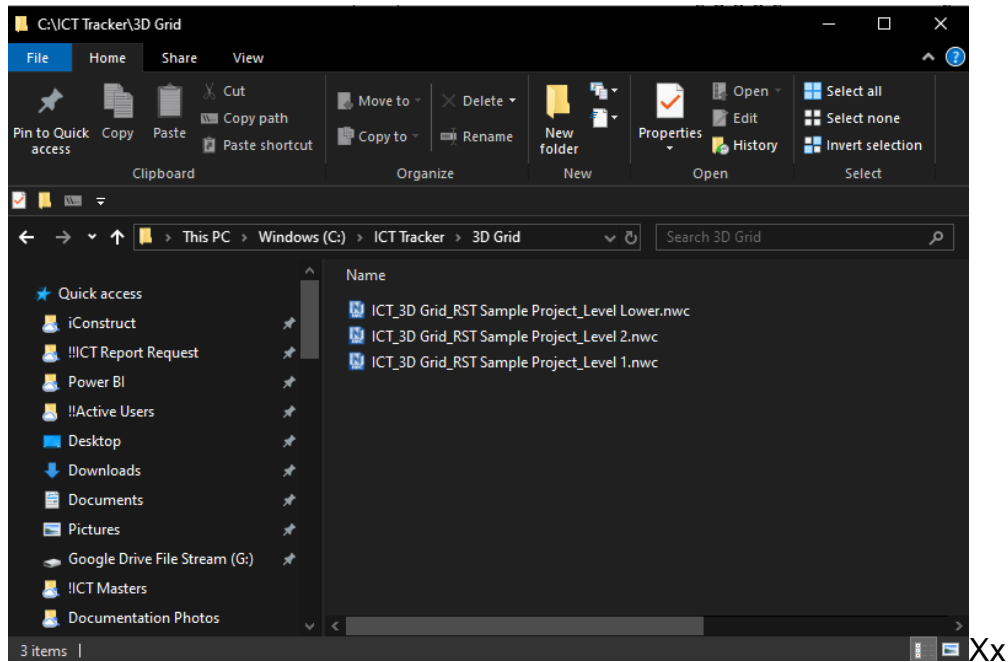 C:\ICT Tracker\3D Grid
File Home Share View
Pin to Quick access
Copy
Paste
Cut
Copy path
Paste shortcut
Move to
Copy to
Delete
Rename
New folder
Properties
Open
Edit
History
Select all
Select none
Invert selection
Clipboard Organize New Open Select
This PC > Windows (C:) > ICT Tracker > 3D Grid
Search 3D Grid
Name
Quick access
iConstruct
!!ICT Report Request
Power BI
!!Active Users
Desktop
Downloads
Documents
Pictures
Google Drive File Stream (G:)
!ICT Masters
Documentation Photos
ICT_3D Grid_RST Sample Project_Level Lower.nwc
ICT_3D Grid_RST Sample Project_Level 2.nwc
ICT_3D Grid_RST Sample Project_Level 1.nwc
3 items
Xx